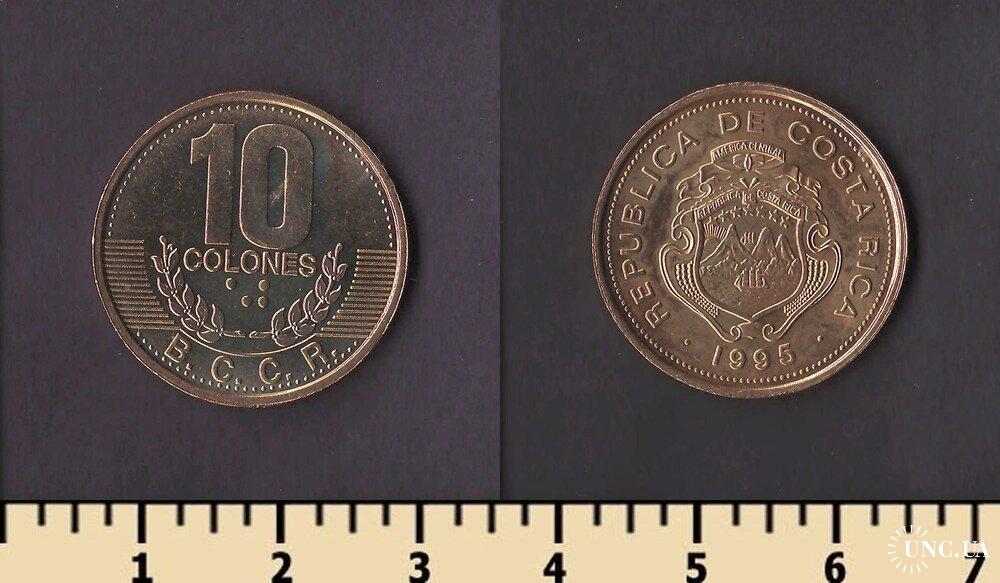 10
COLONES
B. C. C. R.
REPUBLICA DE COSTA RICA
AMERICA CENTRAL
REPUBLICA DE COSTA RICA
1995
1 2 3 4 5 6 7
UNC.UA